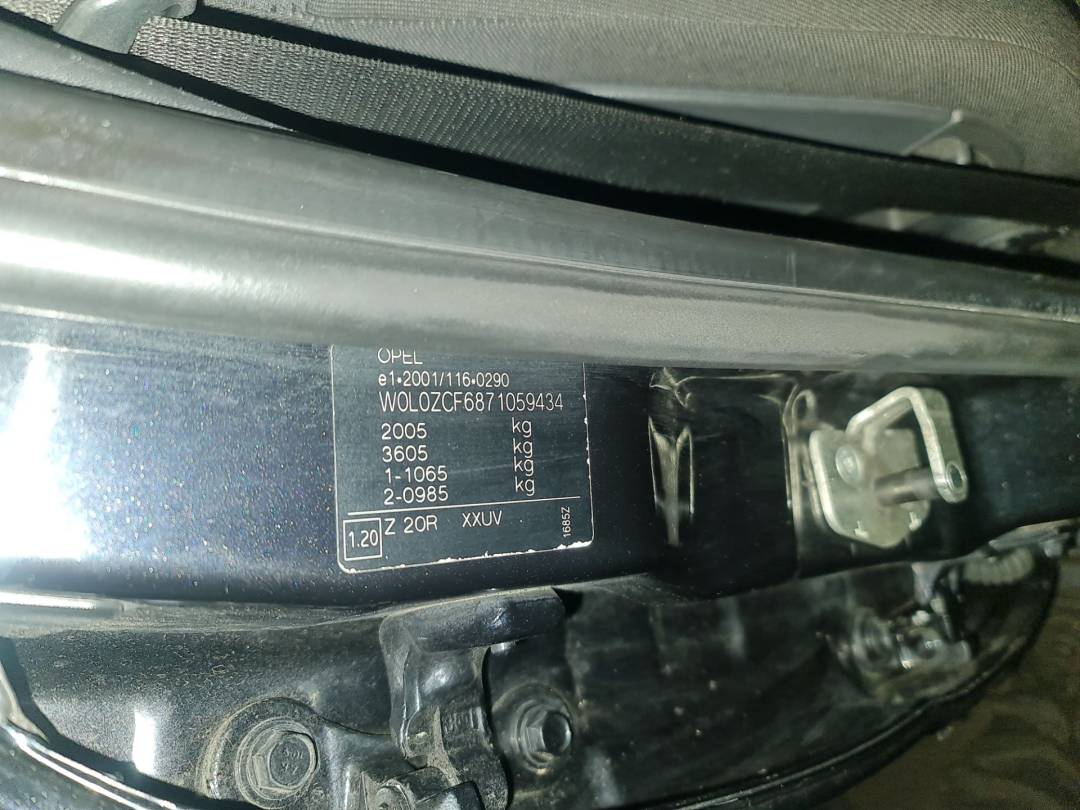 OPEL
e1•2001/116•0290
W0L0ZCF6871059434
2005 kg
3605 kg
1-1065 kg
2-0985 kg
1.20 Z 20R XXUV
1685Z